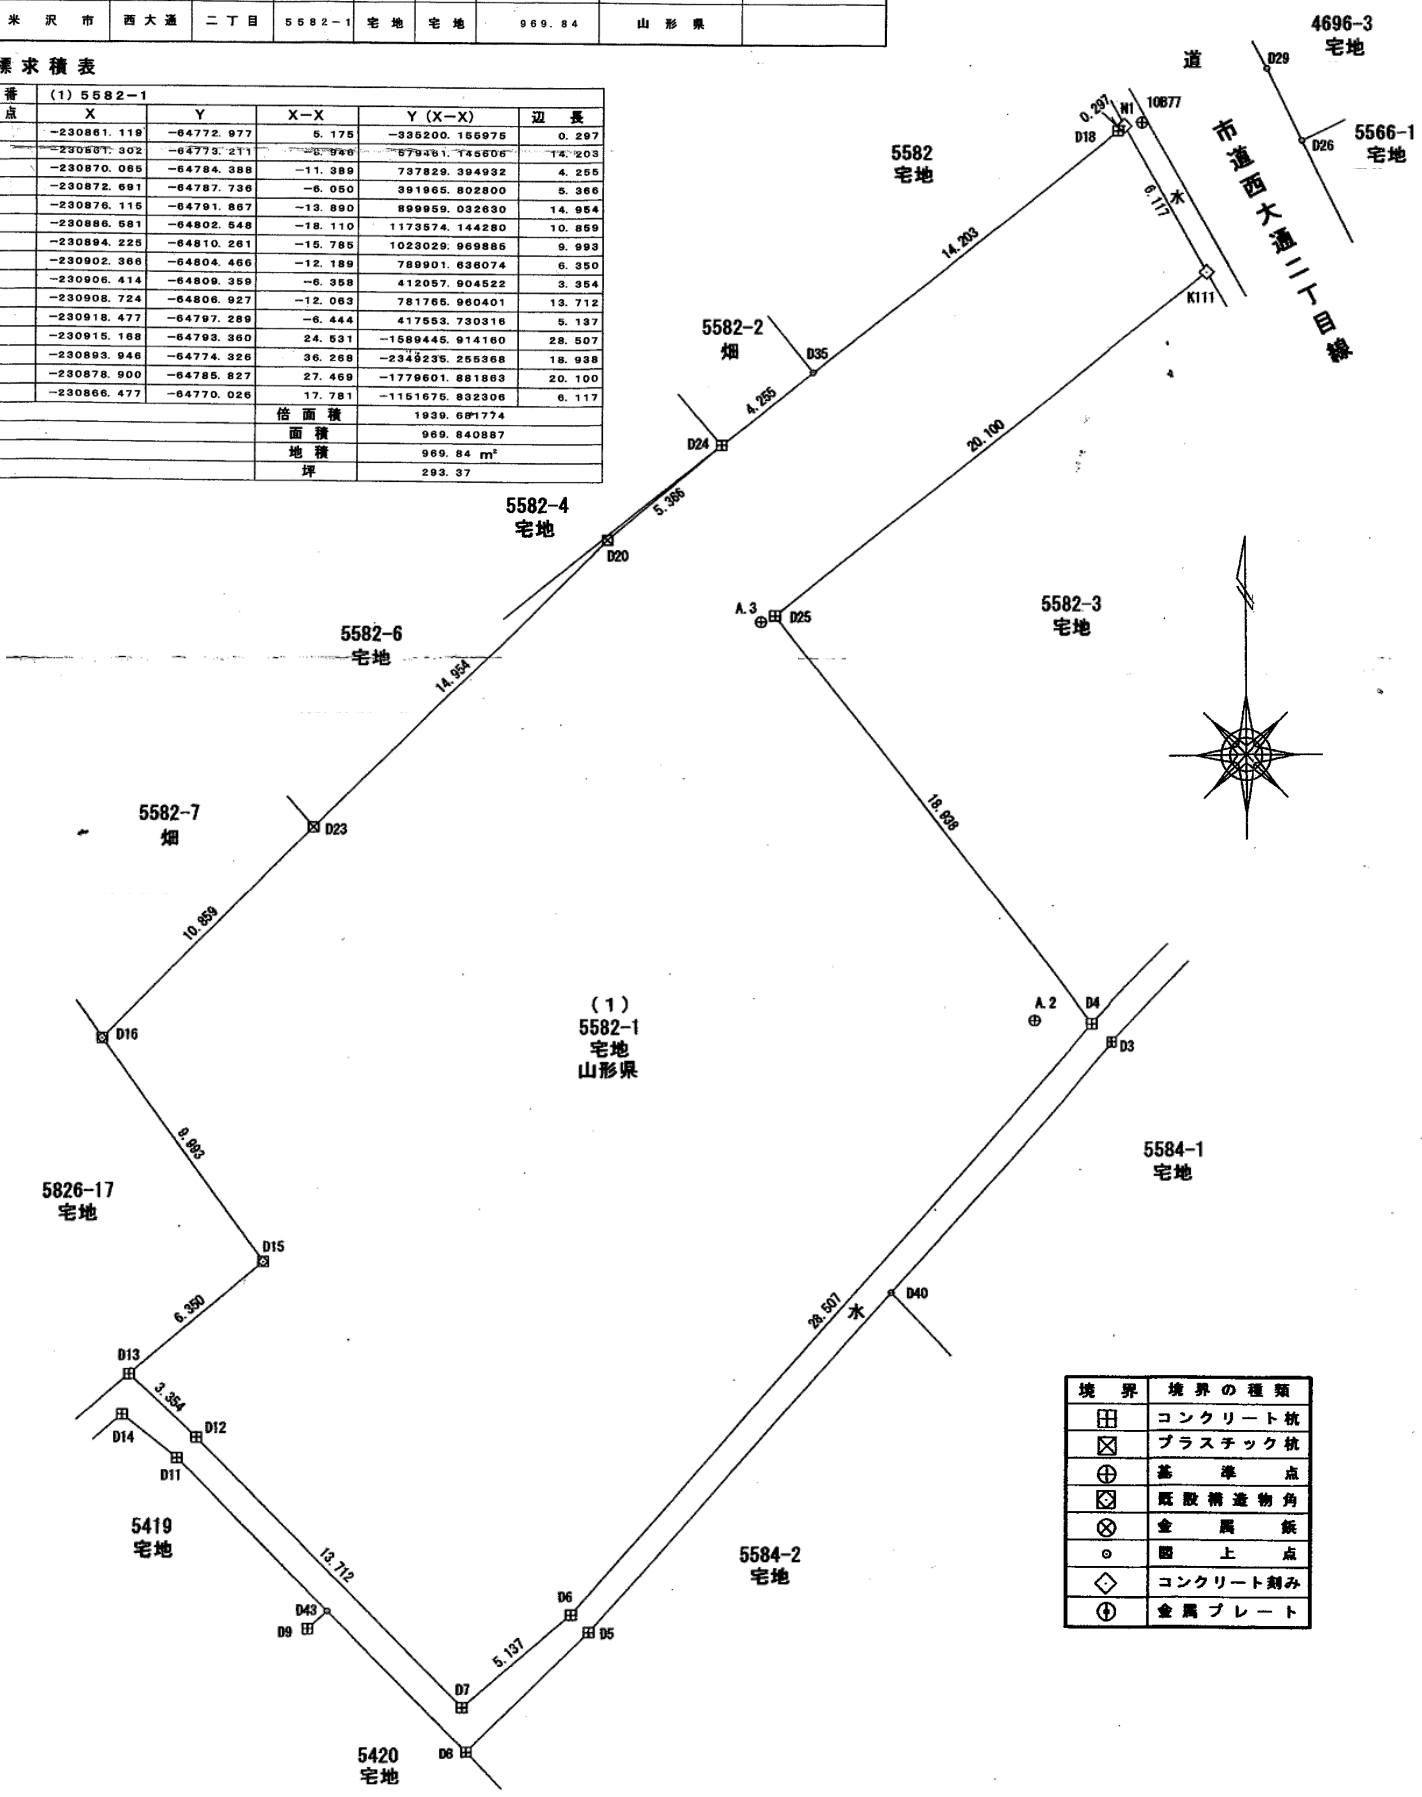 米沢市 西大通 二丁目 5582-1 宅地 宅地 969.84 山形県
求積表
番 (1)5582-1
点 X Y X-X Y(X-X) 辺長
-230861.119 -64772.977 5.175 -335200.155975 0.297
-230861.302 -64773.211 -8.946 579461.145606 14.203
-230870.065 -64784.388 -11.389 737829.394932 4.255
-230872.691 -64787.736 -6.050 391965.802800 5.366
-230876.115 -64791.867 -13.890 899959.032630 14.954
-230886.581 -64802.548 -18.110 1173574.144280 10.859
-230894.225 -64810.261 -15.785 1023029.969885 9.993
-230902.366 -64804.466 -12.189 789901.636074 6.350
-230906.414 -64809.359 -6.358 412057.904522 3.354
-230908.724 -64806.927 -12.063 781765.960401 13.712
-230918.477 -64797.289 -6.444 417553.730316 5.137
-230915.168 -64793.360 24.531 -1589445.914160 28.507
-230893.946 -64774.326 36.268 -2349235.255368 18.938
-230878.900 -64785.827 27.469 -1779601.881863 20.100
-230866.477 -64770.026 17.781 -1151675.832306 6.117
倍面積 1939.681774
面積 969.840887
地積 969.84 m²
坪 293.37
4696-3
宅地
道
D29
0.297
N1
10B77
D18
D26
5566-1
宅地
市道西大通二丁目線
5582
宅地
6.117
水
14.203
K111
5582-2
畑
D35
4.255
D24
20.100
5.366
5582-4
宅地
D20
A.3
D25
5582-3
宅地
5582-6
宅地
14.954
5582-7
畑
D23
18.938
10.859
D16
(1)
5582-1
宅地
山形県
A.2
D4
D3
9.993
5584-1
宅地
5826-17
宅地
D15
6.350
D40
28.507
水
D13
3.354
D12
D14
D11
境界 境界の種類
コンクリート杭
プラスチック杭
基準点
既設構造物角
金属鋲
図上点
コンクリート刻み
金属プレート
5419
宅地
13.712
5584-2
宅地
D43
D9
D6
D5
5.137
D7
D8
5420
宅地